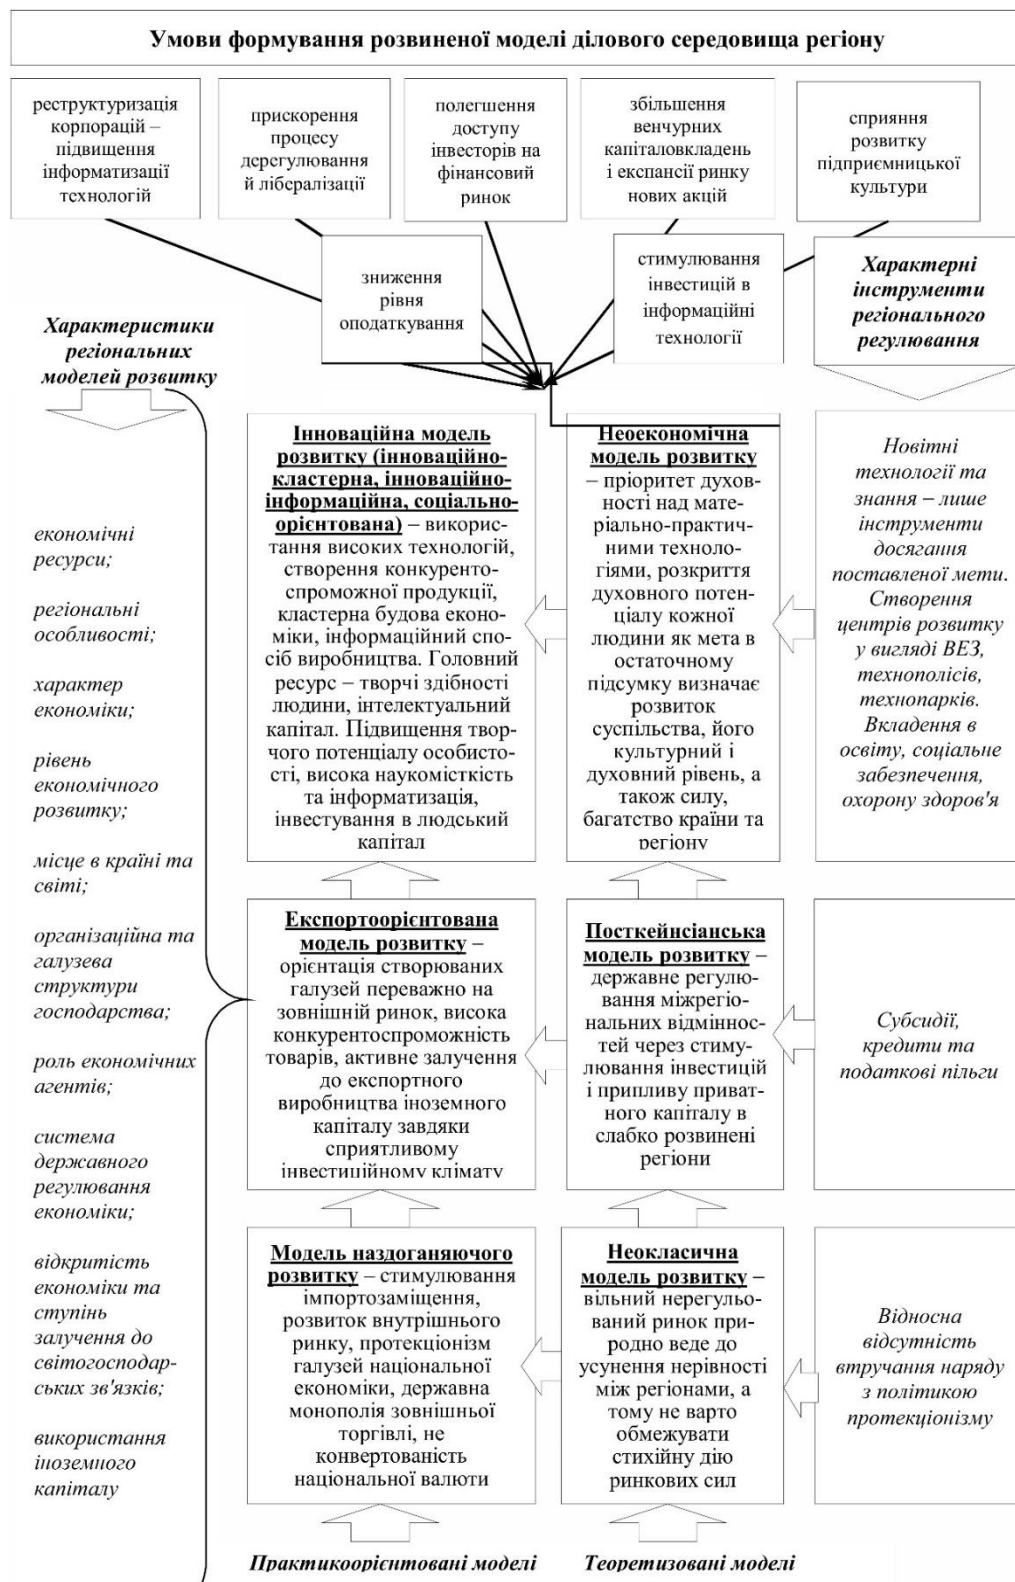 Умови формування розвиненої моделі ділового середовища регіону
реструктуризація
корпорацій –
підвищення
інформатизації
технологій
прискорення
процесу
дерегулювання
й лібералізації
полегшення
доступу
інвесторів на
фінансовий
ринок
збільшення
венчурних
капіталовкладень
і експансії ринку
нових акцій
сприяння
розвитку
підприємницької
культури
зниження
рівня
оподаткування
стимулювання
інвестицій в
інформаційні
технології
Характерні
інструменти
регіонального
регулювання
Характеристики
регіональних
моделей розвитку
економічні
ресурси;
регіональні
особливості;
характер
економіки;
рівень
економічного
розвитку;
місце в країні та
світі;
організаційна та
галузева
структури
господарства;
роль економічних
агентів;
система
державного
регулювання
економіки;
відкритість
економіки та
ступінь
залучення до
світогосподар-
ських зв'язків;
використання
іноземного
капіталу
Інноваційна модель
розвитку (інноваційно-
кластерна, інноваційно-
інформаційна, соціально-
орієнтована) – викорис-
тання високих технологій,
створення конкуренто-
спроможної продукції,
кластерна будова еконо-
міки, інформаційний спо-
сіб виробництва. Головний
ресурс – творчі здібності
людини, інтелектуальний
капітал. Підвищення твор-
чого потенціалу особисто-
сті, висока наукомісткість
та інформатизація,
інвестування в людський
капітал
Неоекономічна
модель розвитку
– пріоритет духов-
ності над мате-
ріально-практич-
ними техноло-
гіями, розкриття
духовного потен-
ціалу кожної
людини як мета в
остаточному
підсумку визначає
розвиток
суспільства, його
культурний і
духовний рівень, а
також силу,
багатство країни та
регіону
Новітні
технології та
знання – лише
інструменти
досягання
поставленої мети.
Створення
центрів розвитку
у вигляді ВЕЗ,
технополісів,
технопарків.
Вкладення в
освіту, соціальне
забезпечення,
охорону здоров'я
Експортоорієнтована
модель розвитку –
орієнтація створюваних
галузей переважно на
зовнішній ринок, висока
конкурентоспроможність
товарів, активне залучення
до експортного
виробництва іноземного
капіталу завдяки
сприятливому
інвестиційному клімату
Посткейнсіанська
модель розвитку –
державне регулю-
вання міжрегіо-
нальних відміннос-
тей через стиму-
лювання інвестицій
і припливу приват-
ного капіталу в
слабко розвинені
регіони
Субсидії,
кредити та
податкові пільги
Модель наздоганяючого
розвитку – стимулювання
імпортозаміщення,
розвиток внутрішнього
ринку, протекціонізм
галузей національної
економіки, державна
монополія зовнішньої
торгівлі, не
конвертованість
національної валюти
Неокласична
модель розвитку –
вільний нерегульо-
ваний ринок при-
родно веде до
усунення нерівності
між регіонами, а
тому не варто
обмежувати
стихійну дію
ринкових сил
Відносна
відсутність
втручання наряду
з політикою
протекціонізму
Практикоорієнтовані моделі
Теоретизовані моделі